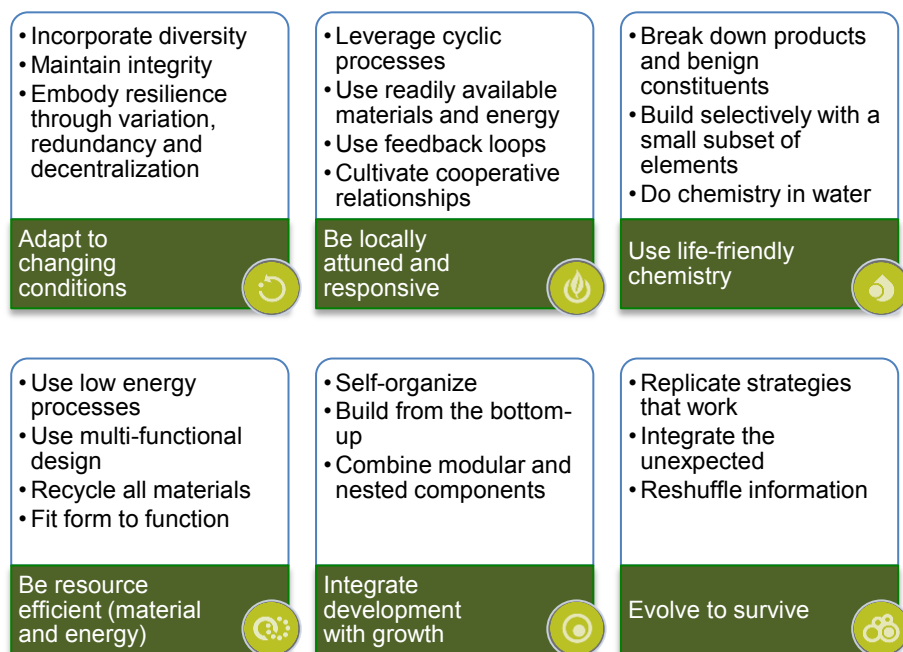 • Incorporate diversity
• Maintain integrity
• Embody resilience
through variation,
redundancy and
decentralization
Adapt to
changing
conditions
• Leverage cyclic
processes
• Use readily available
materials and energy
• Use feedback loops
• Cultivate cooperative
relationships
Be locally
attuned and
responsive
• Break down products
and benign
constituents
• Build selectively with a
small subset of
elements
• Do chemistry in water
Use life-friendly
chemistry
• Use low energy
processes
• Use multi-functional
design
• Recycle all materials
• Fit form to function
Be resource
efficient (material
and energy)
• Self-organize
• Build from the bottom-
up
• Combine modular and
nested components
Integrate
development
with growth
• Replicate strategies
that work
• Integrate the
unexpected
• Reshuffle information
Evolve to survive